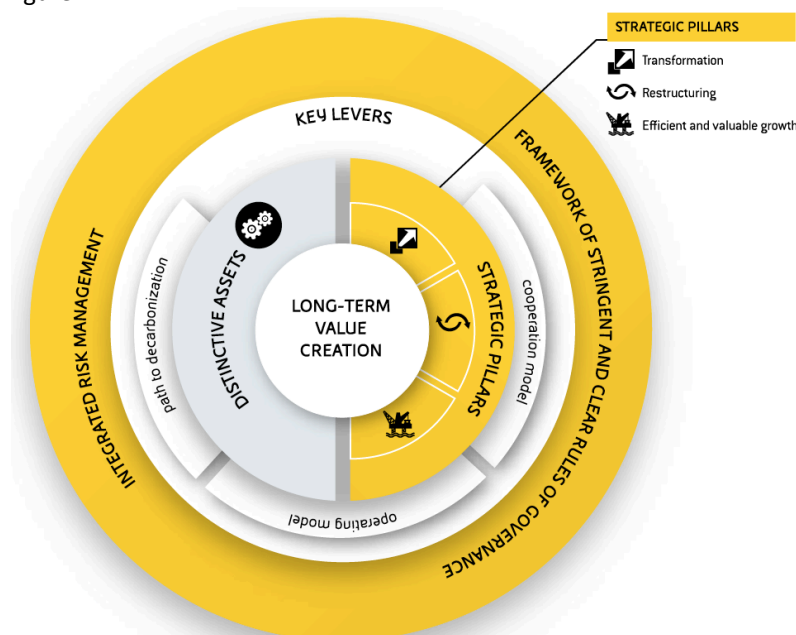 STRATEGIC PILLARS
Transformation
Restructuring
Efficient and valuable growth
KEY LEVERS
INTEGRATED RISK MANAGEMENT
FRAMEWORK OF STRINGENT AND CLEAR RULES OF GOVERNANCE
path to decarbonization
DISTINCTIVE ASSETS
LONG-TERM
VALUE
CREATION
STRATEGIC PILLARS
cooperation model
operating model